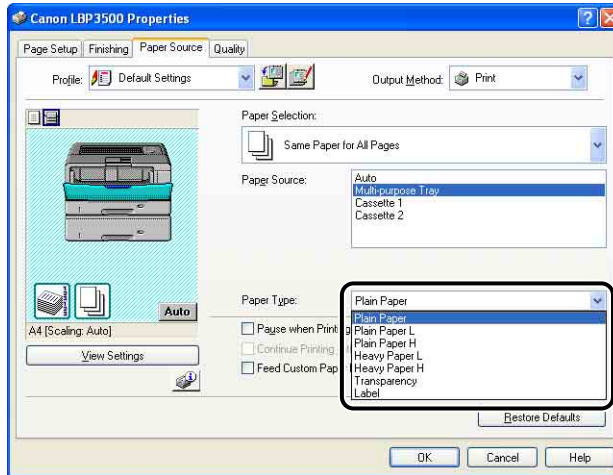 Canon LBP3500 Properties
Page Setup Finishing Paper Source Quality
Profile: Default Settings Output Method: Print
Paper Selection:
Same Paper for All Pages
Paper Source:
Auto
Multi-purpose Tray
Cassette 1
Cassette 2
Auto
A4 [Scaling: Auto]
View Settings
Paper Type: Plain Paper
Plain Paper
Plain Paper L
Plain Paper H
Heavy Paper L
Heavy Paper H
Transparency
Label
Pause when Printing
Continue Printing
Feed Custom Paper
Restore Defaults
OK Cancel Help